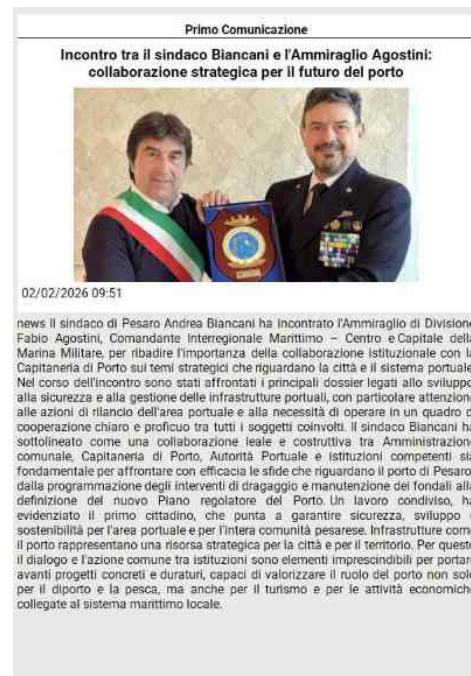 Primo Comunicazione
Incontro tra il sindaco Biancani e l'Ammiraglio Agostini:
collaborazione strategica per il futuro del porto
02/02/2026 09:51
news Il sindaco di Pesaro Andrea Biancani ha incontrato l'Ammiraglio di Divisione
Fabio Agostini, Comandante Interregionale Marittimo – Centro e Capitale della
Marina Militare, per ribadire l'importanza della collaborazione istituzionale con l
Capitaneria di Porto sui temi strategici che riguardano la città e il sistema portuale
Nel corso dell'incontro sono stati affrontati i principali dossier legati allo sviluppo
alla sicurezza e alla gestione delle infrastrutture portuali, con particolare attenzion
alle azioni di rilancio dell'area portuale e alla necessità di operare in un quadro d
cooperazione chiaro e proficuo tra tutti i soggetti coinvolti. Il sindaco Biancani ha
sottolineato come una collaborazione leale e costruttiva tra Amministrazion
comunale, Capitaneria di Porto, Autorità Portuale e istituzioni competenti sia
fondamentale per affrontare con efficacia le sfide che riguardano il porto di Pesaro
dalla programmazione degli interventi di dragaggio e manutenzione dei fondali alla
definizione del nuovo Piano regolatore del Porto. Un lavoro condiviso, ha
evidenziato il primo cittadino, che punta a garantire sicurezza, sviluppo
sostenibilità per l'area portuale e per l'intera comunità pesarese. Infrastrutture com
il porto rappresentano una risorsa strategica per la città e per il territorio. Per quest
il dialogo e l'azione comune tra istituzioni sono elementi imprescindibili per portar
avanti progetti concreti e duraturi, capaci di valorizzare il ruolo del porto non sol
per il diporto e la pesca, ma anche per il turismo e per le attività economich
collegate al sistema marittimo locale.